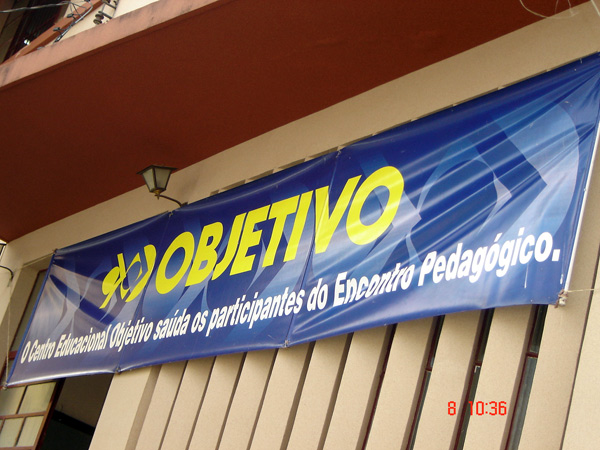 OBJETIVO
O Centro Educacional Objetivo saúda os participantes do Encontro Pedagógico.
8 10:36